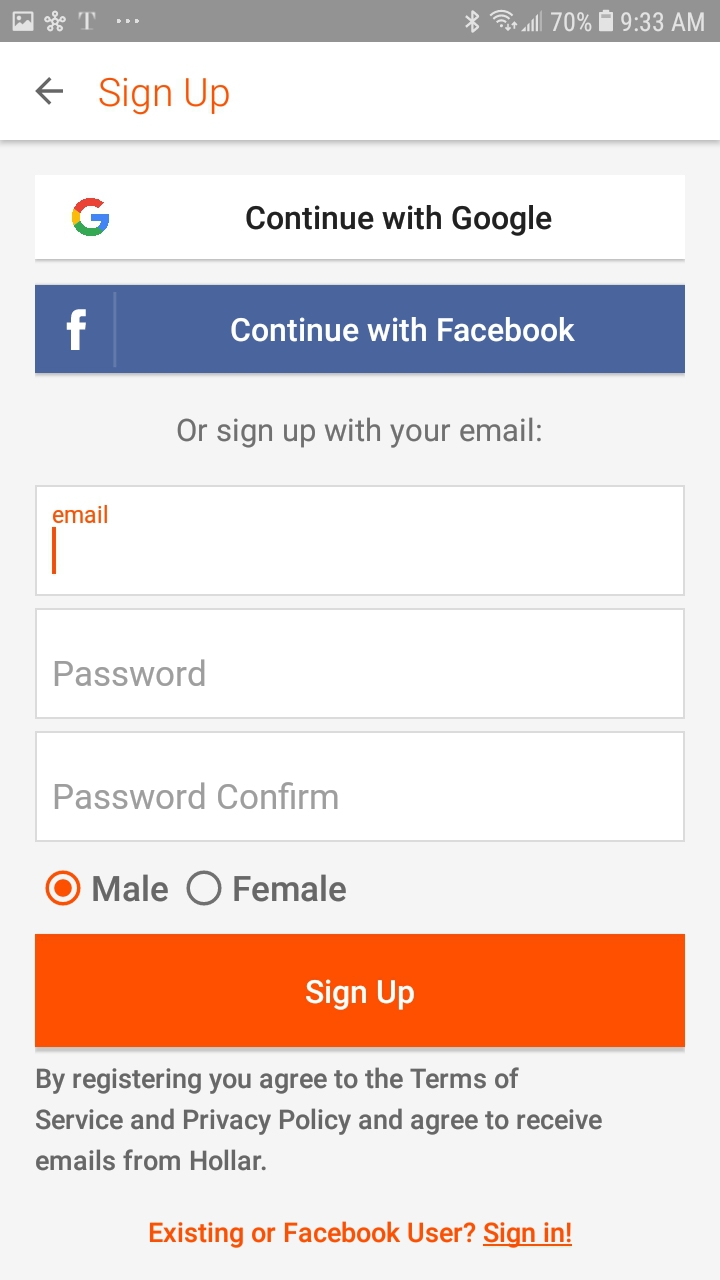 70% 9:33 AM
Sign Up
Continue with Google
Continue with Facebook
Or sign up with your email:
email
Password
Password Confirm
Male Female
Sign Up
By registering you agree to the Terms of
Service and Privacy Policy and agree to receive
emails from Hollar.
Existing or Facebook User? Sign in!